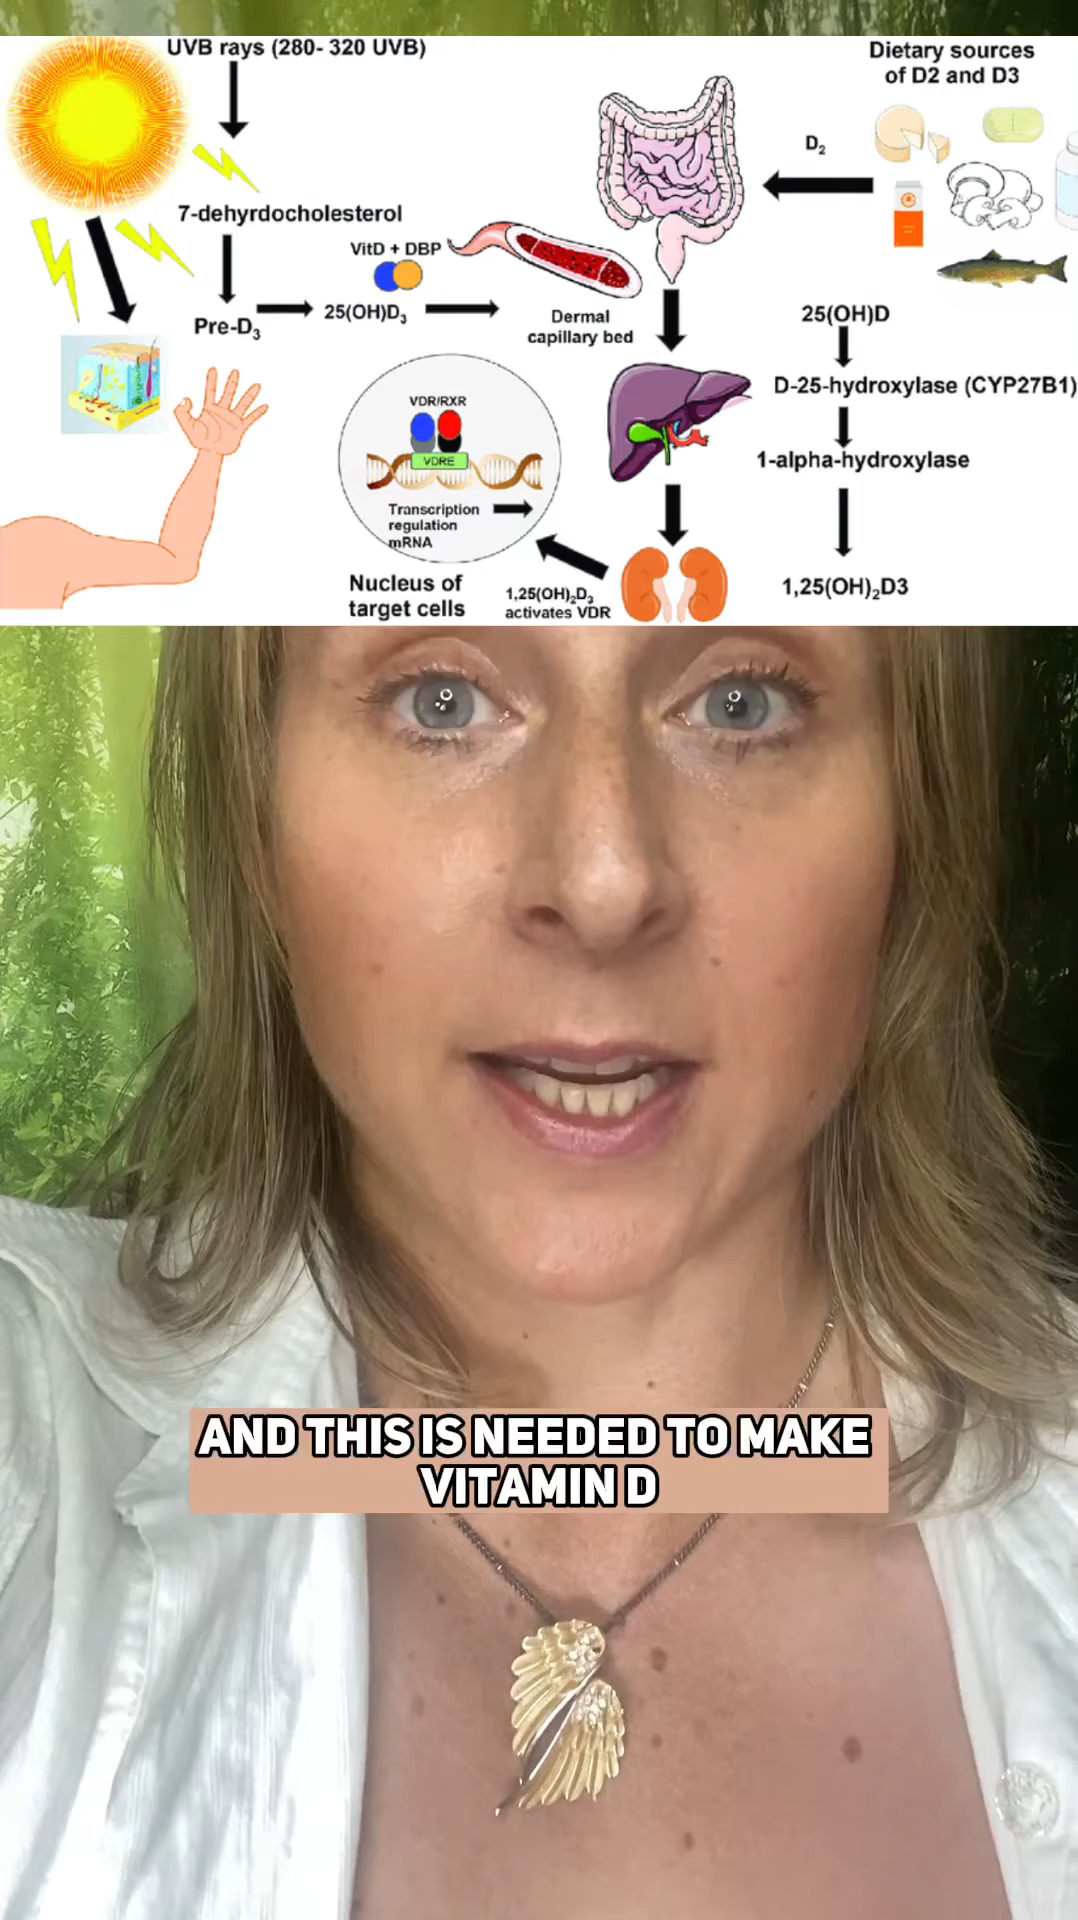 UVB rays (280- 320 UVB)
7-dehyrdocholesterol
Pre-D₃
25(OH)D₃
VitD + DBP
Dermal
capillary bed
Dietary sources
of D2 and D3
D₂
25(OH)D
D-25-hydroxylase (CYP27B1)
1-alpha-hydroxylase
1,25(OH)₂D3
VDR/RXR
VDRE
Transcription
regulation
mRNA
Nucleus of
target cells
1,25(OH)₂D₃
activates VDR
AND THIS IS NEEDED TO MAKE
VITAMIN D